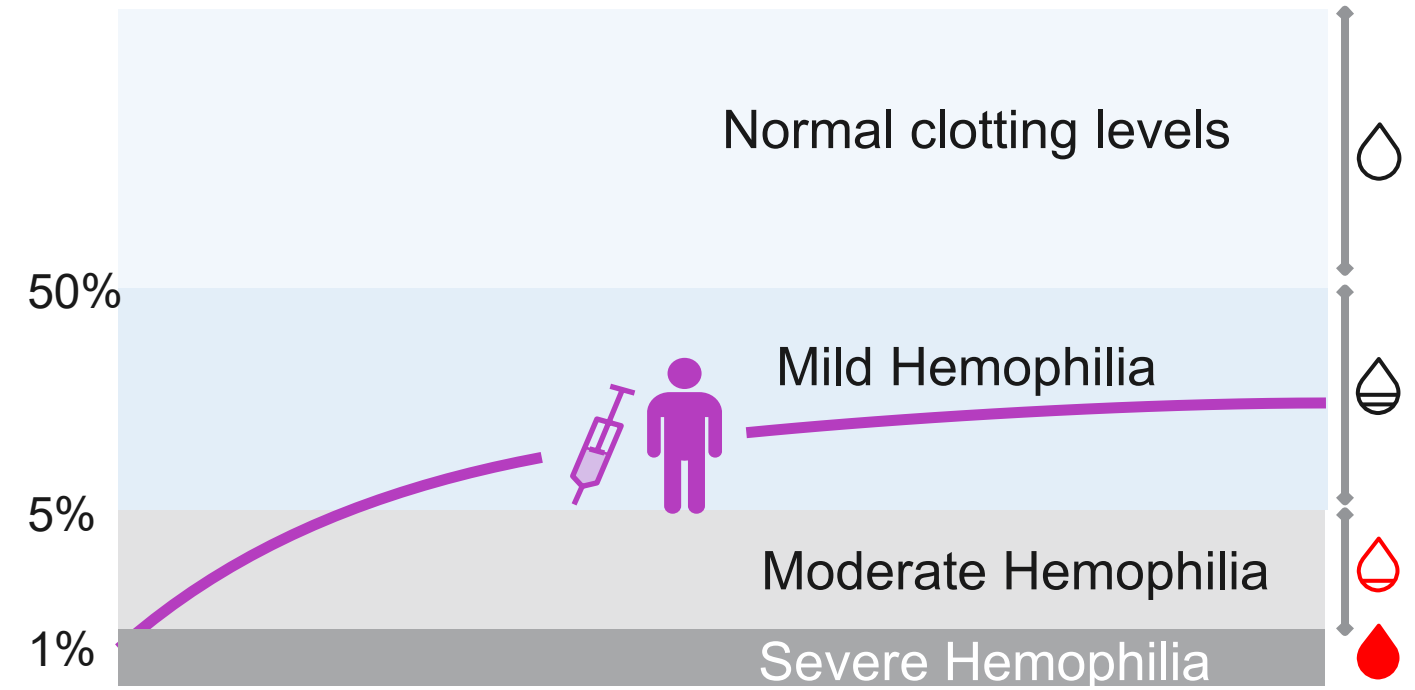 Normal clotting levels
50%
Mild Hemophilia
5%
Moderate Hemophilia
1%
Severe Hemophilia